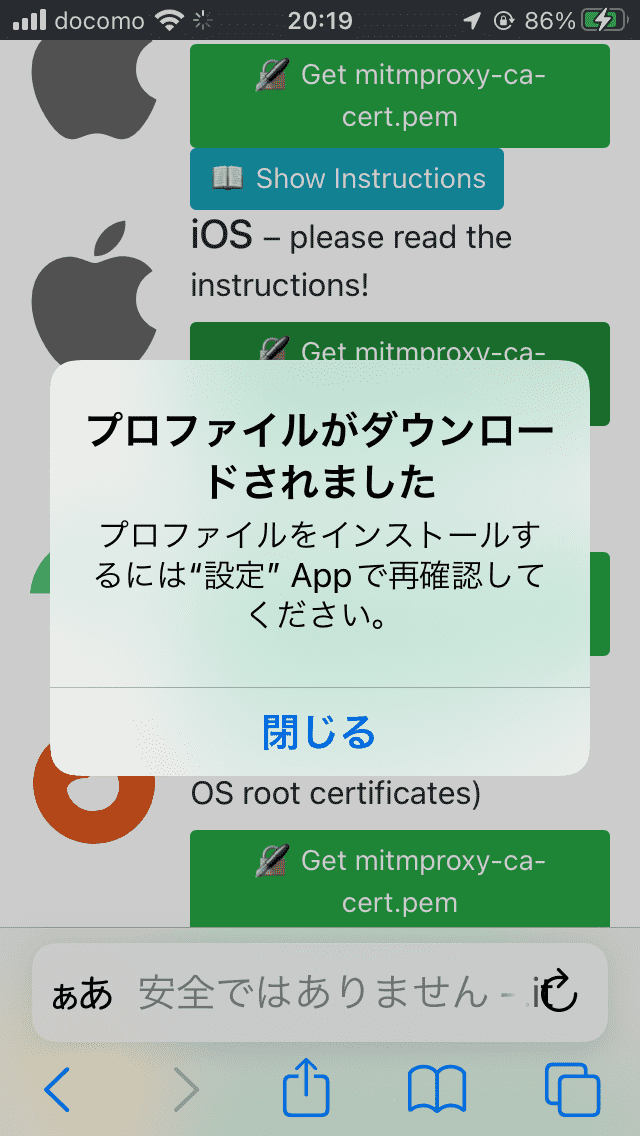 docomo 20:19 86%
Get mitmproxy-ca-
cert.pem
Show Instructions
iOS – please read the
instructions!
Get mitmproxy-ca-
プロファイルがダウンロー
ドされました
プロファイルをインストールす
るには“設定” Appで再確認して
ください。
閉じる
OS root certificates)
Get mitmproxy-ca-
cert.pem
ぁあ 安全ではありません -